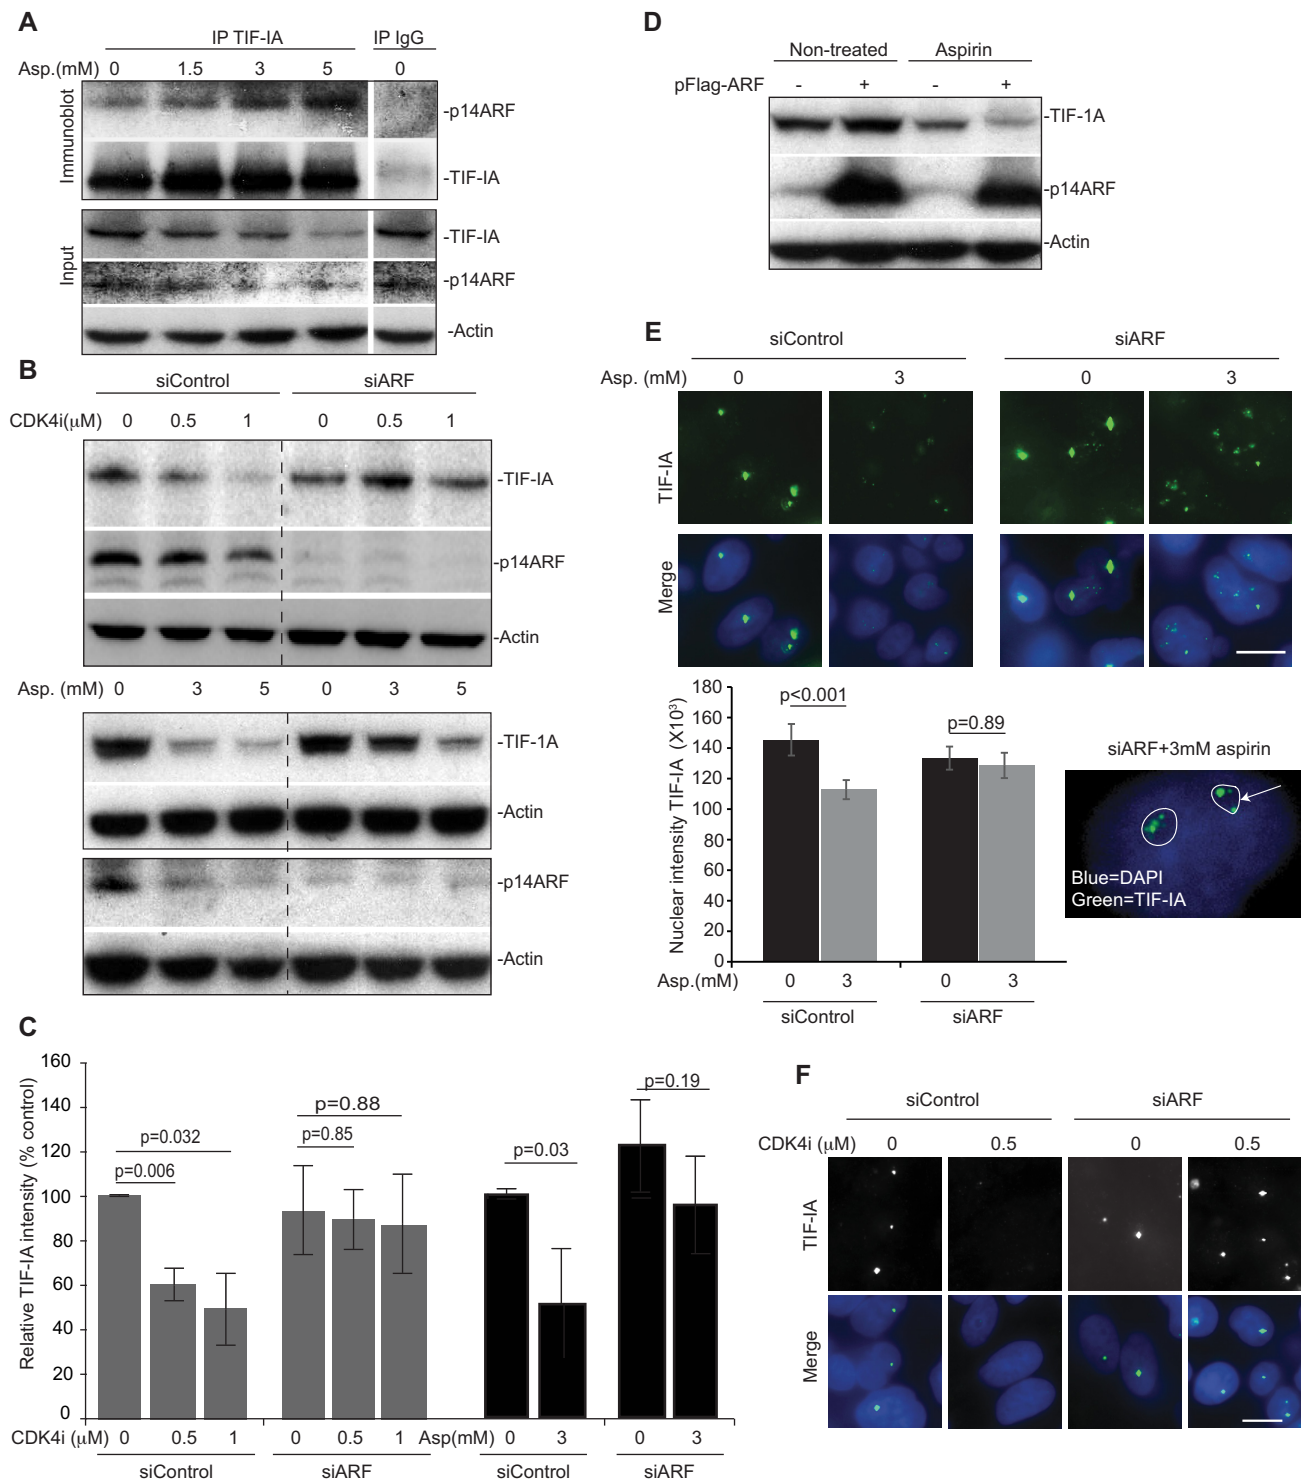 A
IP TIF-IA
IP IgG
Asp.(mM) 0 1.5 3 5 0
Immunoblot
-p14ARF
-TIF-IA
Input
-TIF-IA
-p14ARF
-Actin
B
siControl siARF
CDK4i(μM) 0 0.5 1 0 0.5 1
-TIF-IA
-p14ARF
-Actin
Asp. (mM) 0 3 5 0 3 5
-TIF-1A
-Actin
-p14ARF
-Actin
C
Relative TIF-IA intensity (% control)
160
140
120
100
80
60
40
20
0
p=0.032
p=0.006
p=0.88
p=0.85
p=0.03
p=0.19
CDK4i (μM) 0 0.5 1 0 0.5 1 Asp(mM) 0 3 0 3
siControl siARF siControl siARF
D
Non-treated Aspirin
pFlag-ARF - + - +
-TIF-1A
-p14ARF
-Actin
E
siControl siARF
Asp. (mM) 0 3 0 3
TIF-IA
Merge
Nuclear intensity TIF-IA (X10³)
180
160
140
120
100
80
60
40
20
0
p<0.001
p=0.89
Asp.(mM) 0 3 0 3
siControl siARF
siARF+3mM aspirin
Blue=DAPI
Green=TIF-IA
F
siControl siARF
CDK4i (μM) 0 0.5 0 0.5
TIF-IA
Merge